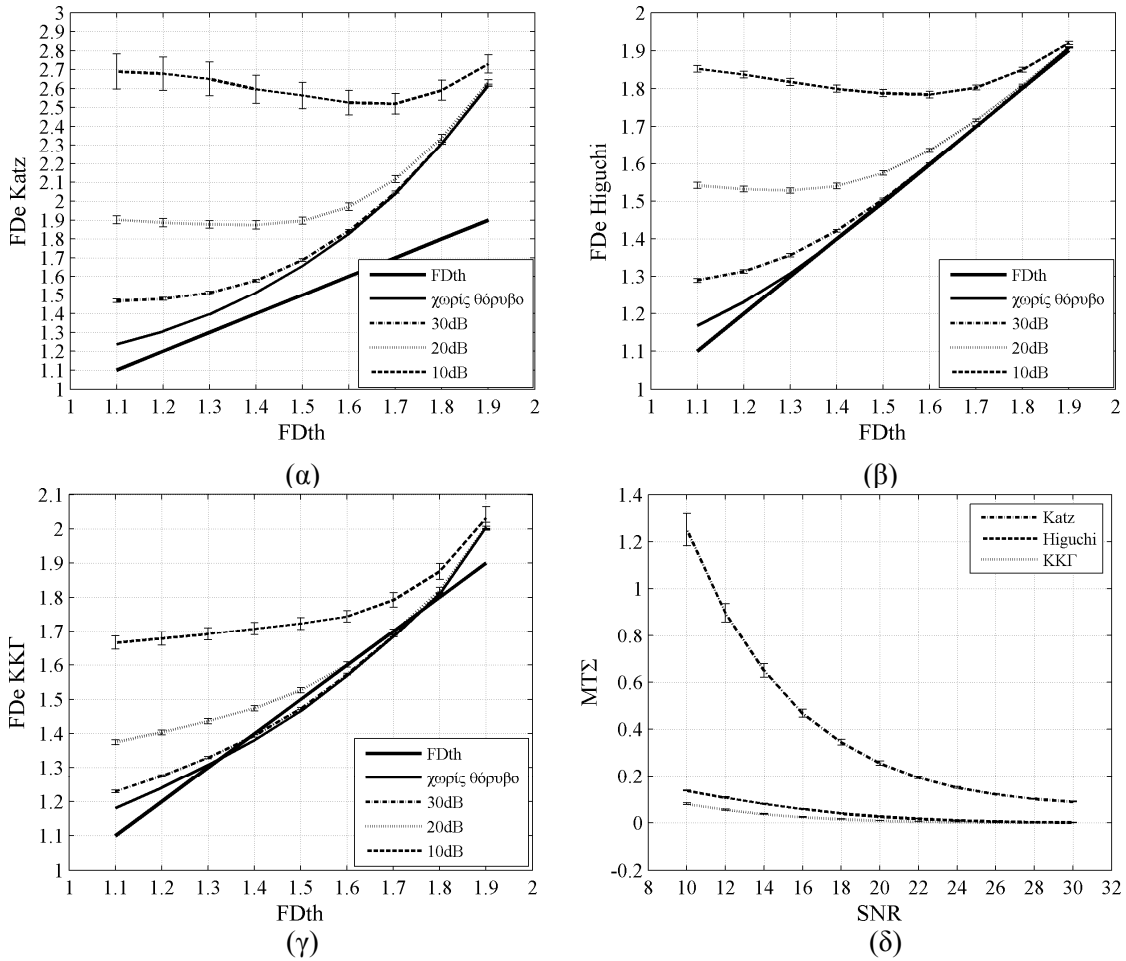 3
2.9
2.8
2.7
2.6
2.5
2.4
2.3
2.2
2.1
2
1.9
1.8
1.7
1.6
1.5
1.4
1.3
1.2
1.1
1
FDe Katz
FDth
χωρίς θόρυβο
30dB
20dB
10dB
1 1.1 1.2 1.3 1.4 1.5 1.6 1.7 1.8 1.9 2
FDth
(α)
2
1.9
1.8
1.7
1.6
1.5
1.4
1.3
1.2
1.1
1
FDe Higuchi
FDth
χωρίς θόρυβο
30dB
20dB
10dB
1 1.1 1.2 1.3 1.4 1.5 1.6 1.7 1.8 1.9 2
FDth
(β)
2.1
2
1.9
1.8
1.7
1.6
1.5
1.4
1.3
1.2
1.1
1
FDe ΚΚΓ
FDth
χωρίς θόρυβο
30dB
20dB
10dB
1 1.1 1.2 1.3 1.4 1.5 1.6 1.7 1.8 1.9 2
FDth
(γ)
1.4
1.2
1
0.8
0.6
0.4
0.2
0
-0.2
ΜΤΣ
Katz
Higuchi
ΚΚΓ
8 10 12 14 16 18 20 22 24 26 28 30 32
SNR
(δ)